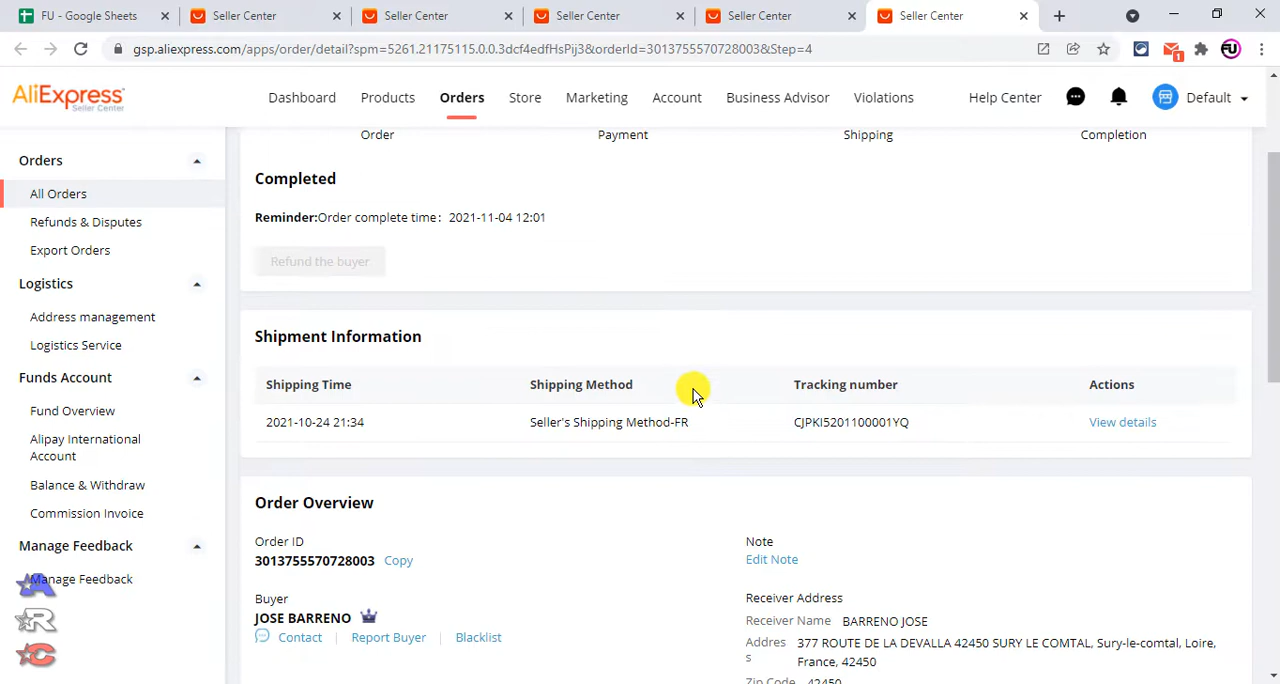 FU - Google Sheets
Seller Center
Seller Center
Seller Center
Seller Center
Seller Center
gsp.aliexpress.com/apps/order/detail?spm=5261.21175115.0.0.3dcf4edfHsPij3&orderId=3013755570728003&Step=4
1
FU
AliExpress
Seller Center
Dashboard
Products
Orders
Store
Marketing
Account
Business Advisor
Violations
Help Center
Default
Orders
All Orders
Refunds & Disputes
Export Orders
Logistics
Address management
Logistics Service
Funds Account
Fund Overview
Alipay International
Account
Balance & Withdraw
Commission Invoice
Manage Feedback
Manage Feedback
A
R
C
Order Payment Shipping Completion
Completed
Reminder:Order complete time: 2021-11-04 12:01
Refund the buyer
Shipment Information
Shipping Time Shipping Method Tracking number Actions
2021-10-24 21:34 Seller's Shipping Method-FR CJPKI5201100001YQ View details
Order Overview
Order ID
3013755570728003 Copy
Buyer
JOSE BARRENO
Contact Report Buyer Blacklist
Note
Edit Note
Receiver Address
Receiver Name BARRENO JOSE
Addres
s
377 ROUTE DE LA DEVALLA 42450 SURY LE COMTAL, Sury-le-comtal, Loire,
France, 42450
Zip Code 42450